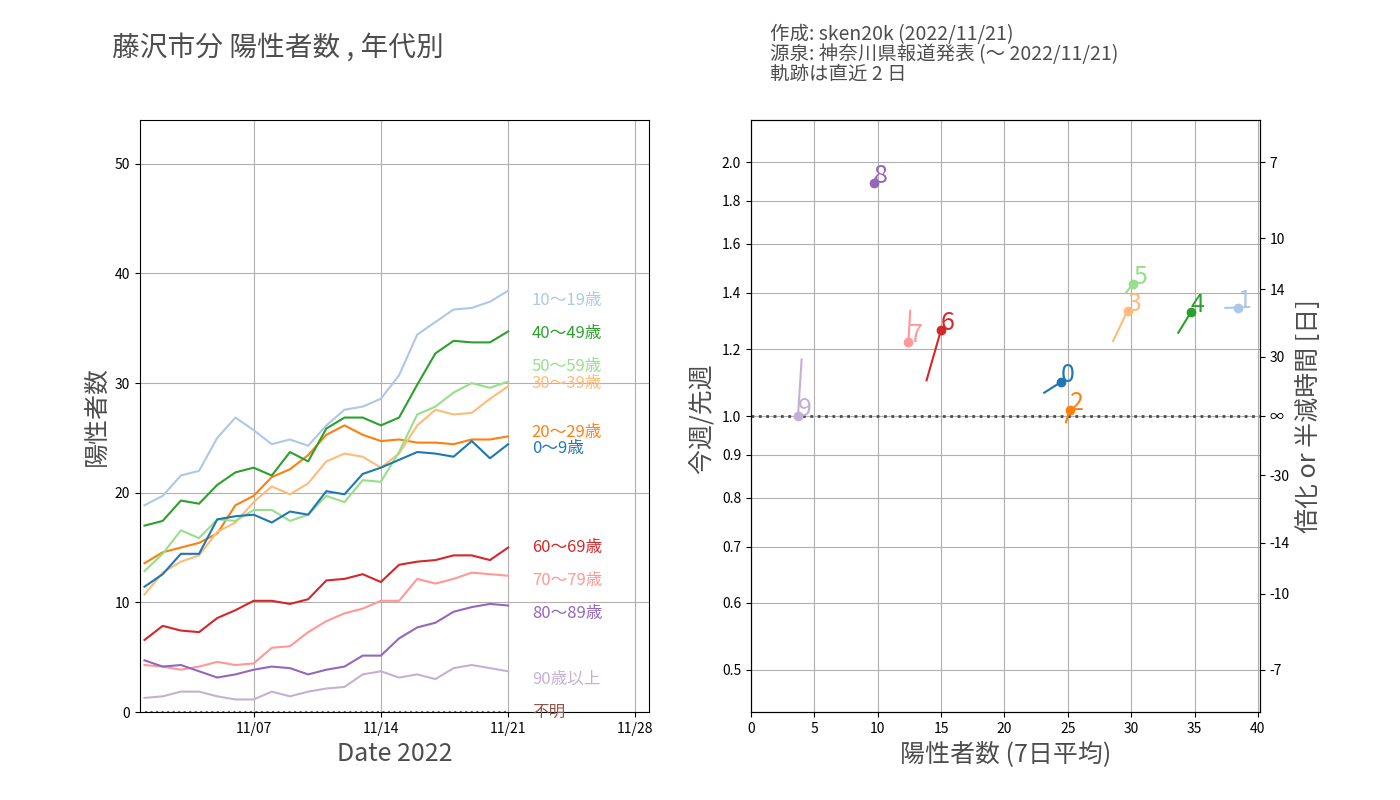 藤沢市分 陽性者数 , 年代別
作成: sken20k (2022/11/21)
源泉: 神奈川県報道発表 (〜 2022/11/21)
軌跡は直近 2 日
陽性者数
50
40
30
20
10
0
10〜19歳
40〜49歳
50〜59歳
30〜39歳
20〜29歳
0〜9歳
60〜69歳
70〜79歳
80〜89歳
90歳以上
不明
11/07
11/14
11/21
11/28
Date 2022
今週/先週
2.0
1.8
1.6
1.4
1.2
1.0
0.9
0.8
0.7
0.6
0.5
8
5
3
4
1
7
6
0
2
9
7
10
14
30
∞
-30
-14
-10
-7
倍化 or 半減時間 [日]
0
5
10
15
20
25
30
35
40
陽性者数 (7日平均)